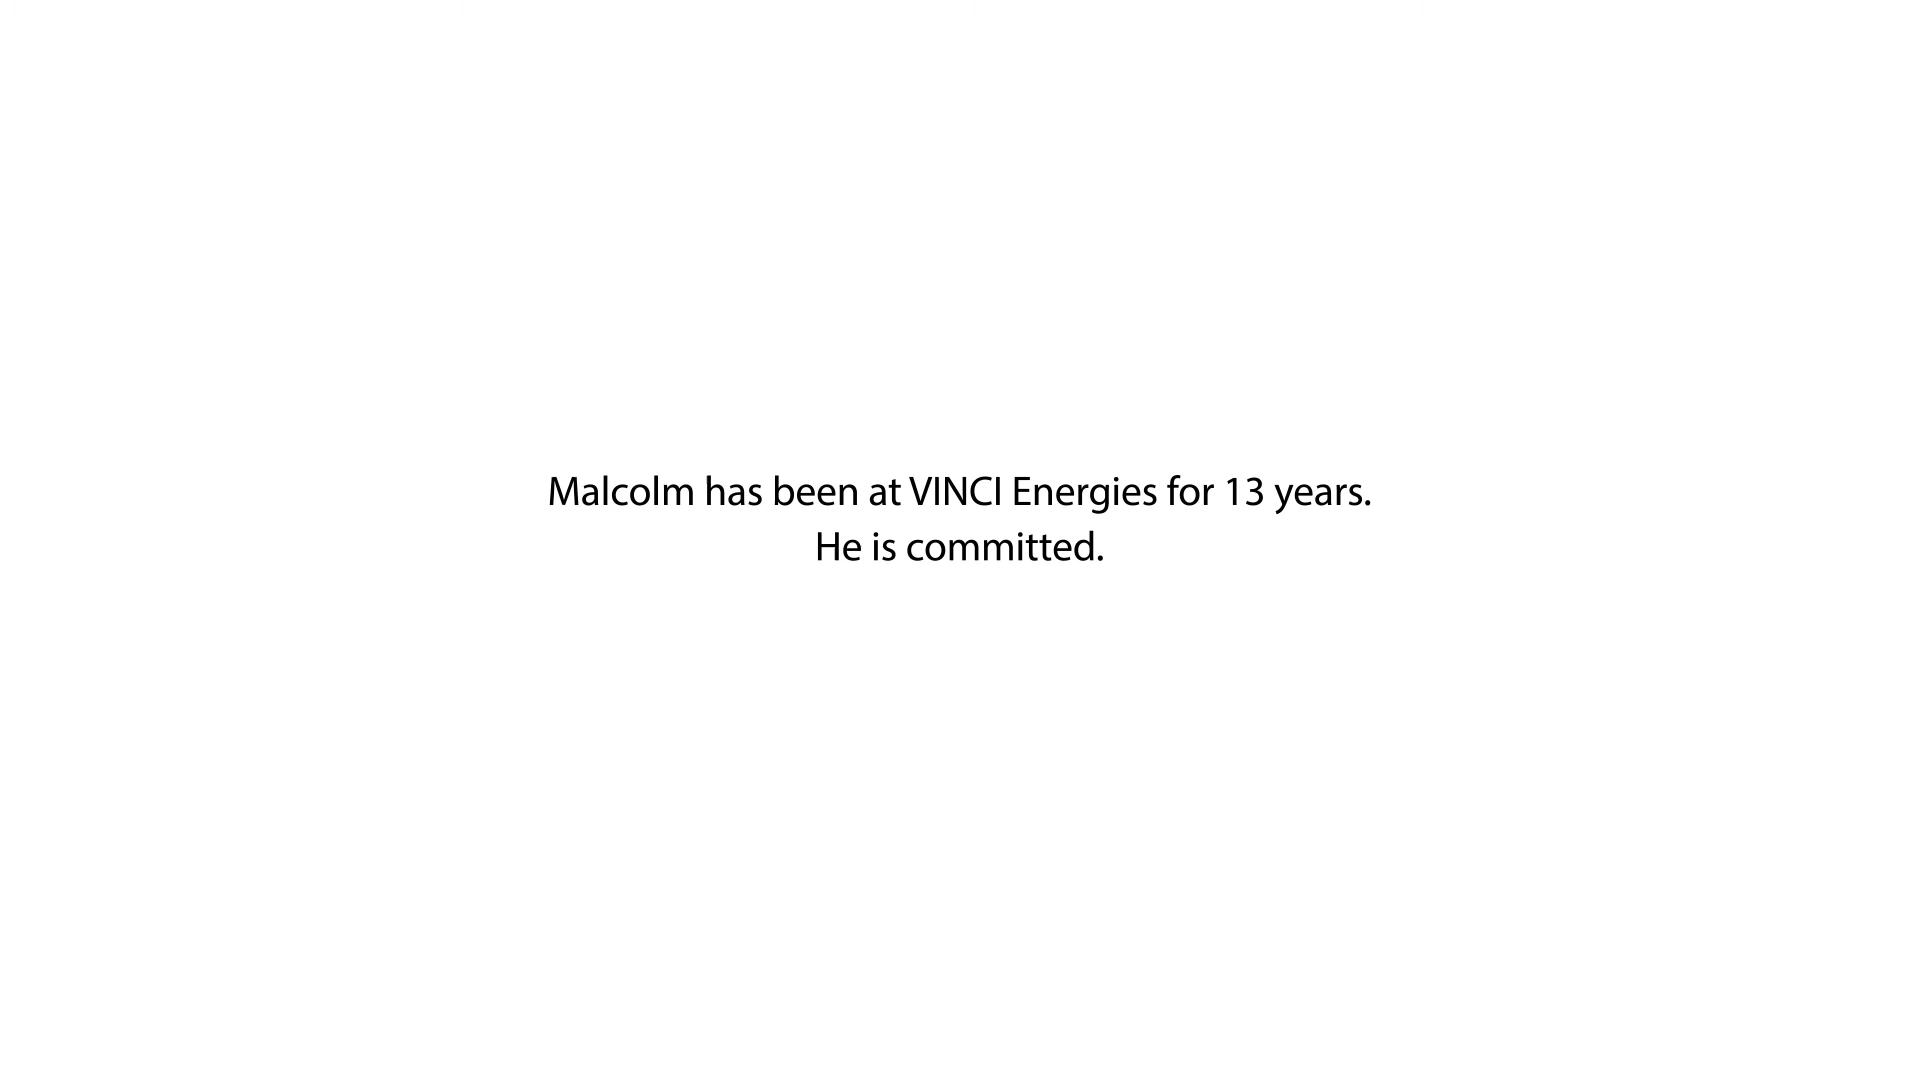 Malcolm has been at VINCI Energies for 13 years.
He is committed.